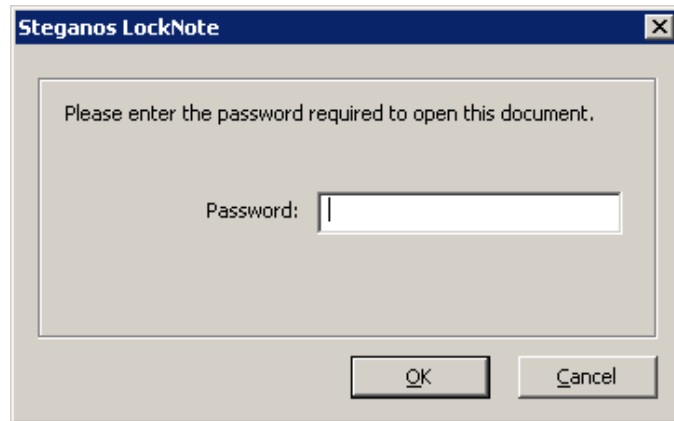 Steganos LockNote
Please enter the password required to open this document.
Password:
OK Cancel